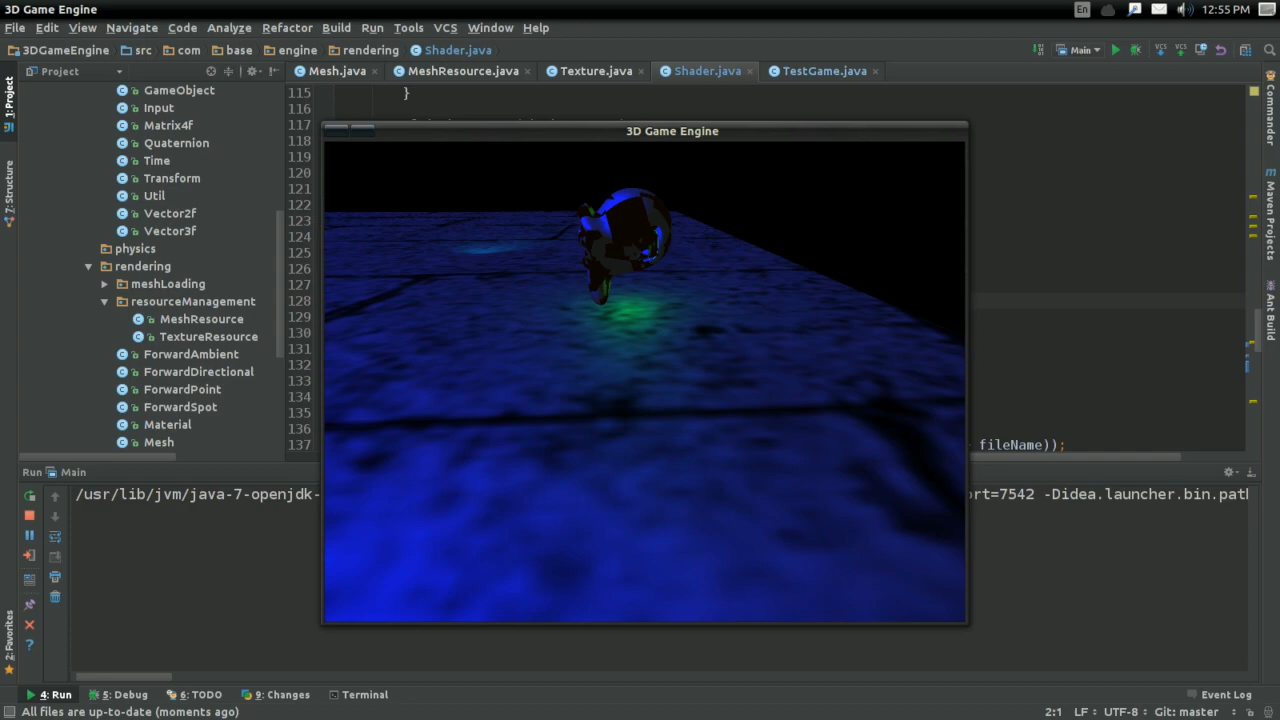 3D Game Engine
En
12:55 PM
File Edit View Navigate Code Analyze Refactor Build Run Tools VCS Window Help
3DGameEngine src com base engine rendering Shader.java
Main
VCS VCS
Project
Mesh.java MeshResource.java Texture.java Shader.java TestGame.java
1: Project
7: Structure
2: Favorites
Commander
Maven Projects
Ant Build
GameObject
Input
Matrix4f
Quaternion
Time
Transform
Util
Vector2f
Vector3f
physics
rendering
meshLoading
resourceManagement
MeshResource
TextureResource
ForwardAmbient
ForwardDirectional
ForwardPoint
ForwardSpot
Material
Mesh
115 }
116
117
118
119
120
121
122
123
124
125
126
127
128
129
130
131
132
133
134
135
136
137 fileName));
3D Game Engine
Run Main
/usr/lib/jvm/java-7-openjdk- rt=7542 -Didea.launcher.bin.path
4: Run 5: Debug 6: TODO 9: Changes Terminal Event Log
All files are up-to-date (moments ago) 2:1 LF UTF-8 Git: master